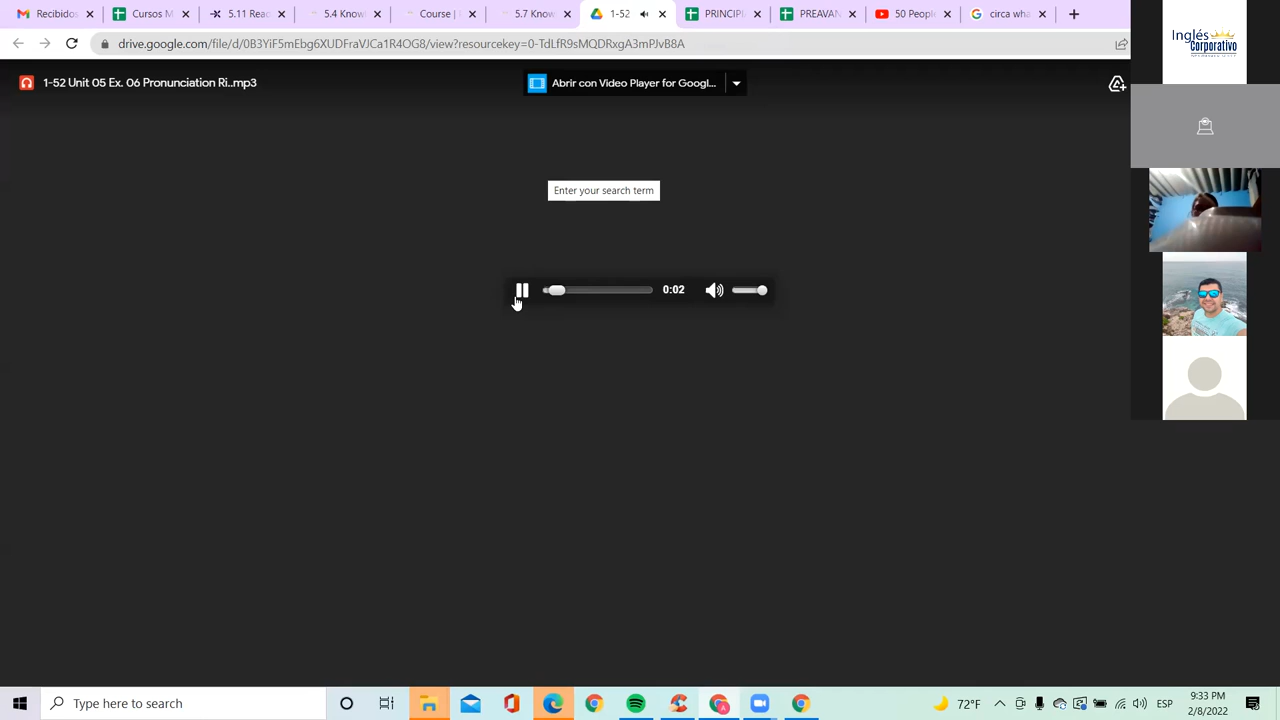 Recibidos
Cursos M
5.11 Read
5.4 Know
Course |
5.7 Know
1-52
PRINCIPI
PREAVAN
50 People
circa wha
drive.google.com/file/d/0B3YiF5mEbg6XUDFraVJCa1R4OG8/view?resourcekey=0-TdLfR9sMQDRxgA3mPJvB8A
1-52 Unit 05 Ex. 06 Pronunciation Ri...mp3
Abrir con Video Player for Googl...
Inglés
Corporativo
Enter your search term
0:02
Type here to search
72°F
ESP
9:33 PM
2/8/2022